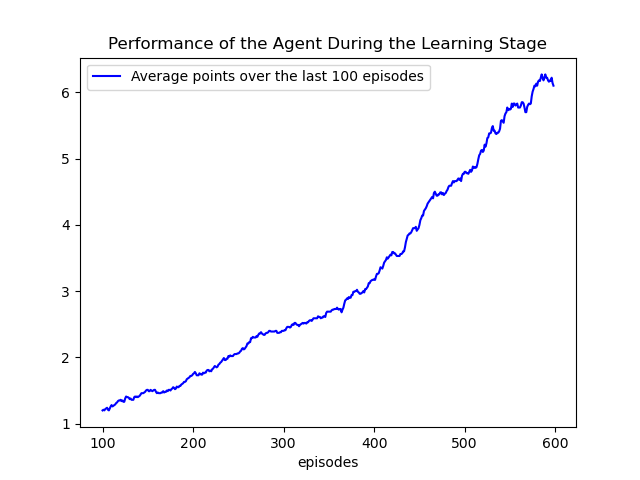 Performance of the Agent During the Learning Stage
Average points over the last 100 episodes
6
5
4
3
2
1
100 200 300 400 500 600
episodes